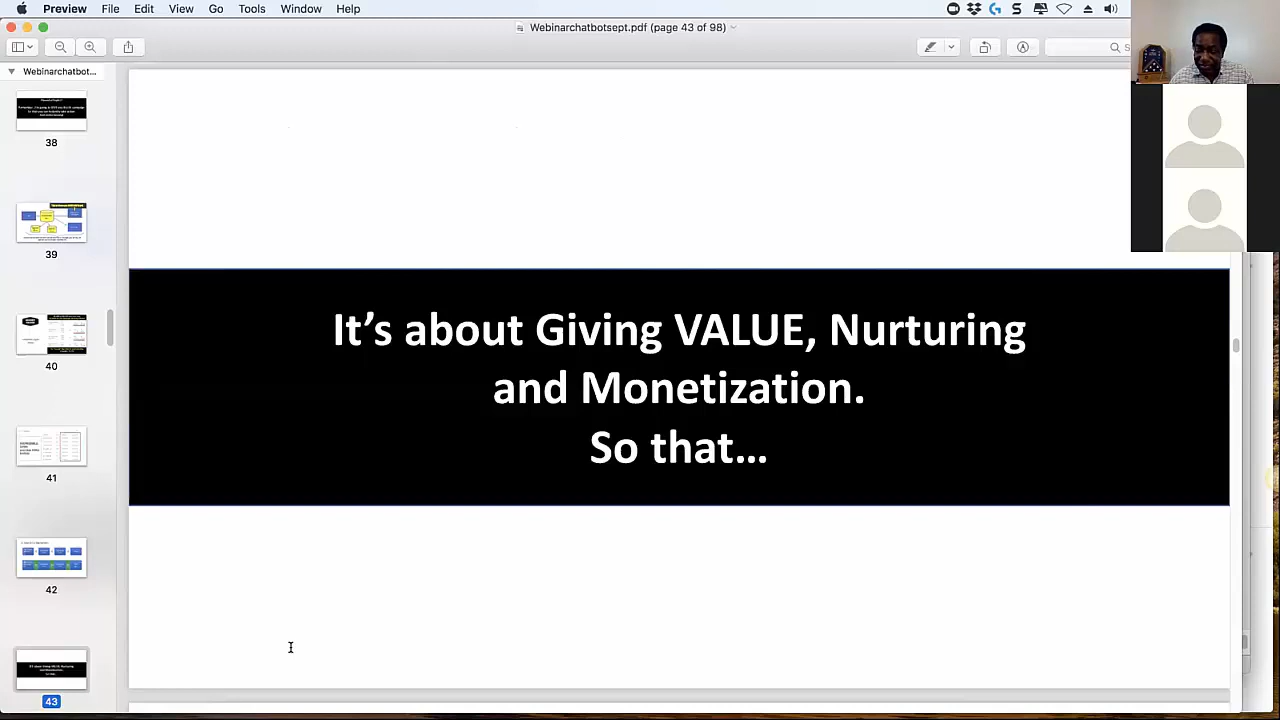 Preview File Edit View Go Tools Window Help
Webinarchatbotsept.pdf (page 43 of 98)
Webinarchatbot...
38
39
40
41
42
43
It’s about Giving VALUE, Nurturing
and Monetization.
So that...